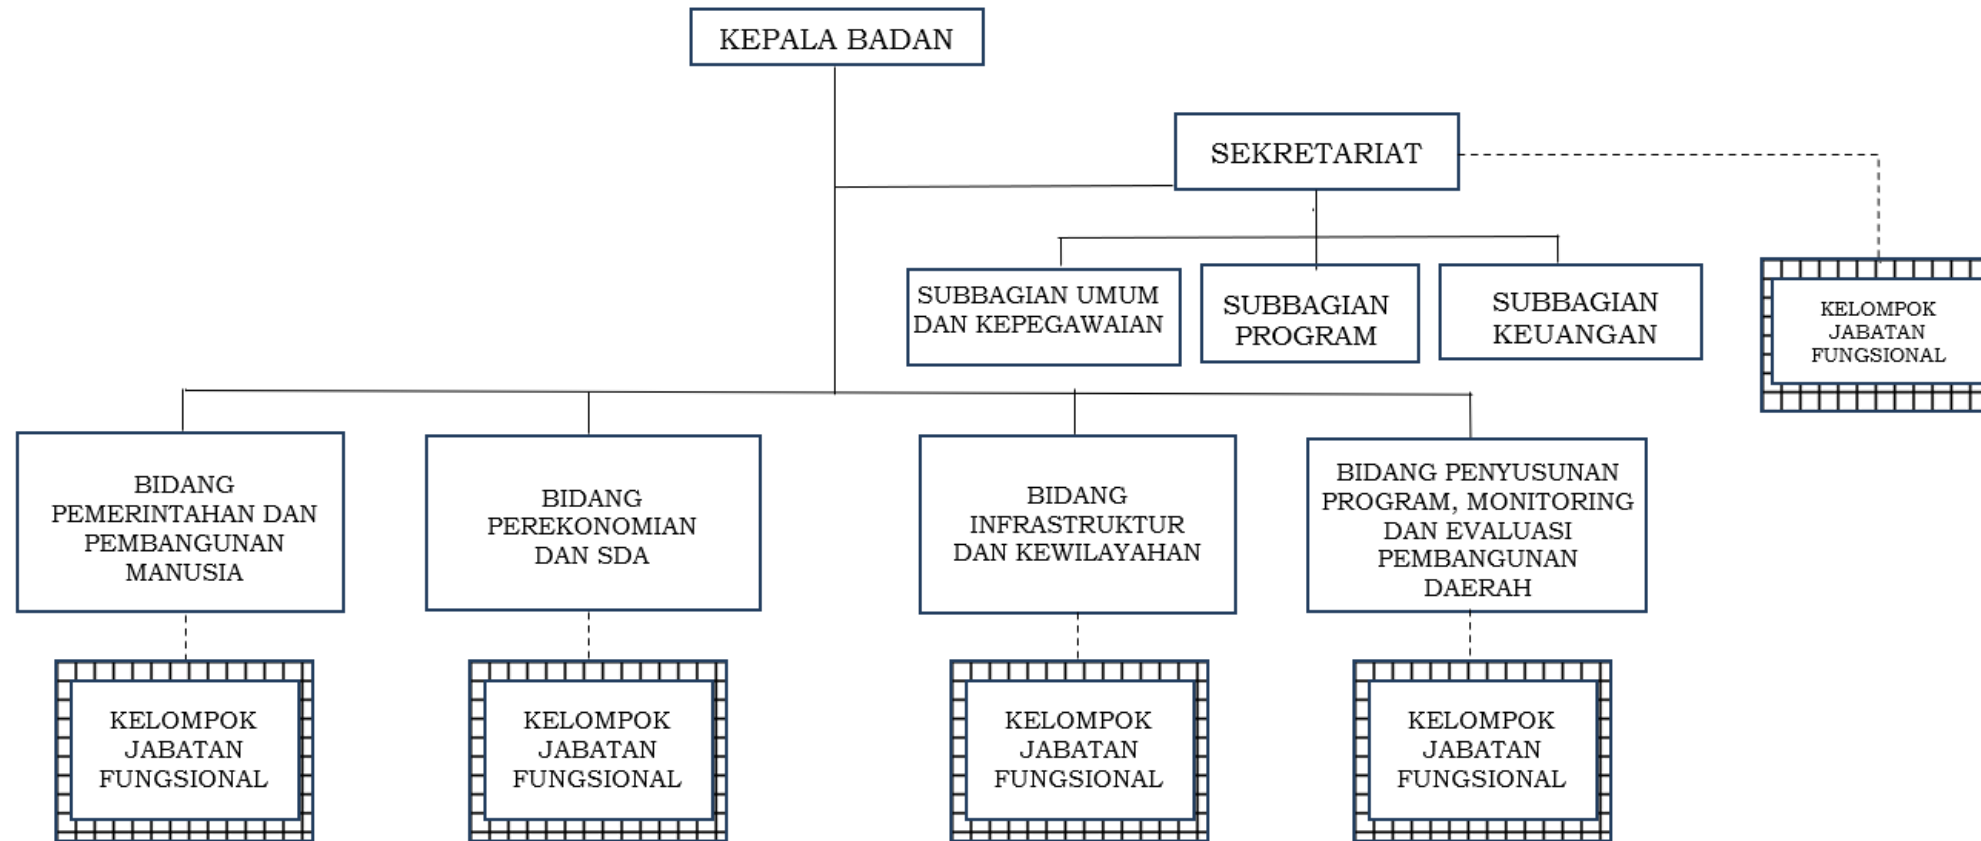 KEPALA BADAN
SEKRETARIAT
SUBBAGIAN UMUM
DAN KEPEGAWAIAN
SUBBAGIAN
PROGRAM
SUBBAGIAN
KEUANGAN
KELOMPOK
JABATAN
FUNGSIONAL
BIDANG
PEMERINTAHAN DAN
PEMBANGUNAN
MANUSIA
BIDANG
PEREKONOMIAN
DAN SDA
BIDANG
INFRASTRUKTUR
DAN KEWILAYAHAN
BIDANG PENYUSUNAN
PROGRAM, MONITORING
DAN EVALUASI
PEMBANGUNAN
DAERAH
KELOMPOK
JABATAN
FUNGSIONAL
KELOMPOK
JABATAN
FUNGSIONAL
KELOMPOK
JABATAN
FUNGSIONAL
KELOMPOK
JABATAN
FUNGSIONAL